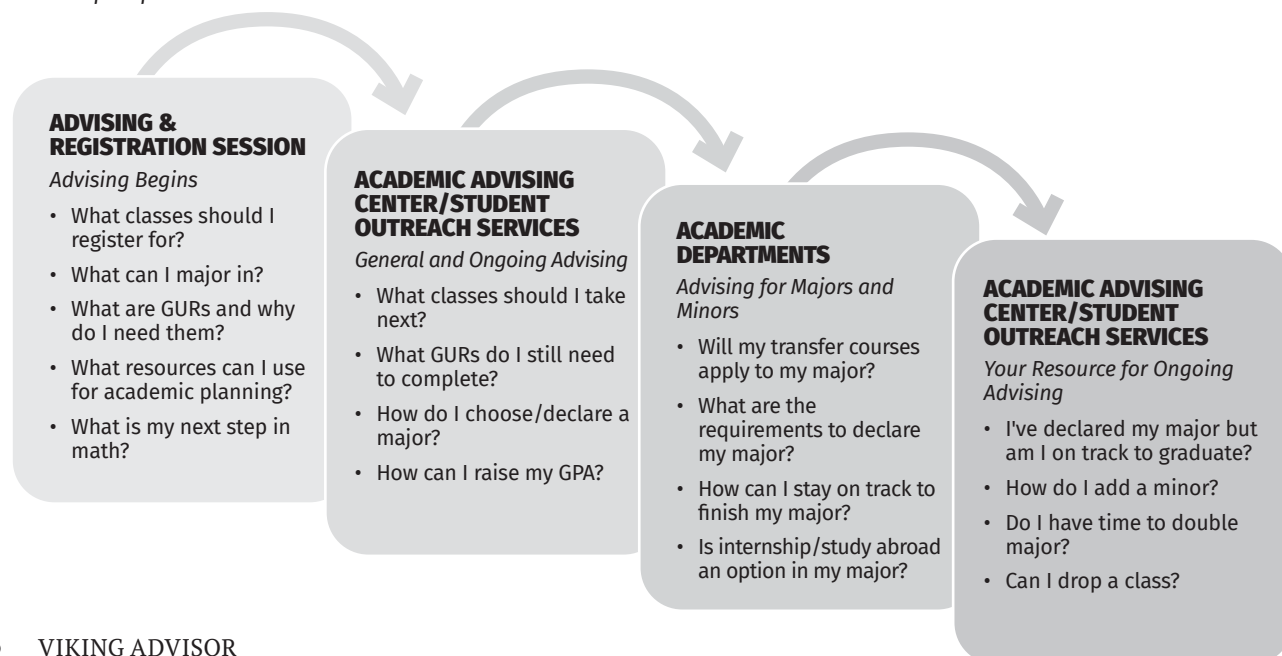 ADVISING &
REGISTRATION SESSION
Advising Begins
• What classes should I
register for?
• What can I major in?
• What are GURs and why
do I need them?
• What resources can I use
for academic planning?
• What is my next step in
math?
ACADEMIC ADVISING
CENTER/STUDENT
OUTREACH SERVICES
General and Ongoing Advising
• What classes should I take
next?
• What GURs do I still need
to complete?
• How do I choose/declare a
major?
• How can I raise my GPA?
ACADEMIC
DEPARTMENTS
Advising for Majors and
Minors
• Will my transfer courses
apply to my major?
• What are the
requirements to declare
my major?
• How can I stay on track to
finish my major?
• Is internship/study abroad
an option in my major?
ACADEMIC ADVISING
CENTER/STUDENT
OUTREACH SERVICES
Your Resource for Ongoing
Advising
• I've declared my major but
am I on track to graduate?
• How do I add a minor?
• Do I have time to double
major?
• Can I drop a class?
VIKING ADVISOR